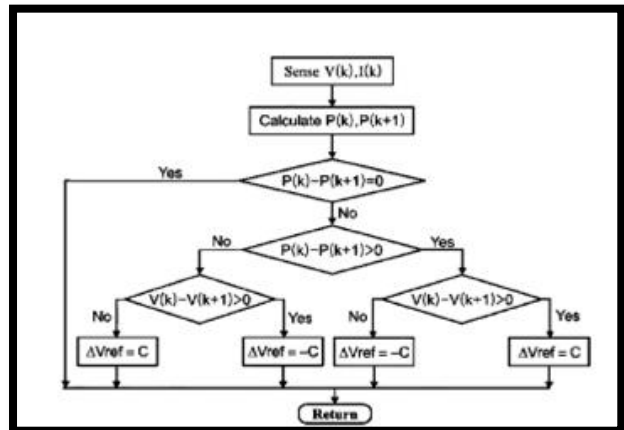 Sense V(k),I(k)
Calculate P(k),P(k+1)
Yes
P(k)−P(k+1)=0
No
No
P(k)−P(k+1)>0
Yes
V(k)−V(k+1)>0
V(k)−V(k+1)>0
No
Yes
No
Yes
ΔVref = C
ΔVref = −C
ΔVref = −C
ΔVref = C
Return